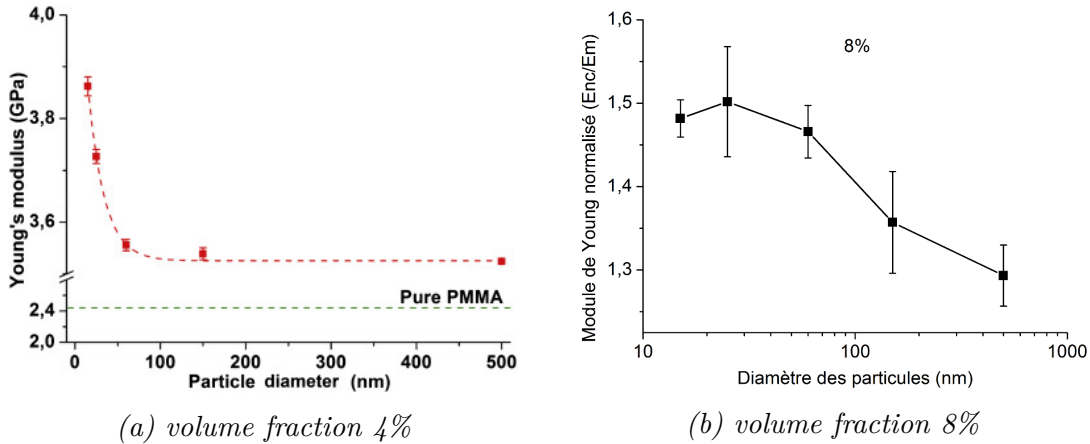 4,0
3,8
3,6
2,4
2,0
Young's modulus (GPa)
Pure PMMA
0 100 200 300 400 500
Particle diameter (nm)
(a) volume fraction 4%
1,6
1,5
1,4
1,3
Module de Young normalisé (Enc/Em)
8%
10 100 1000
Diamètre des particules (nm)
(b) volume fraction 8%